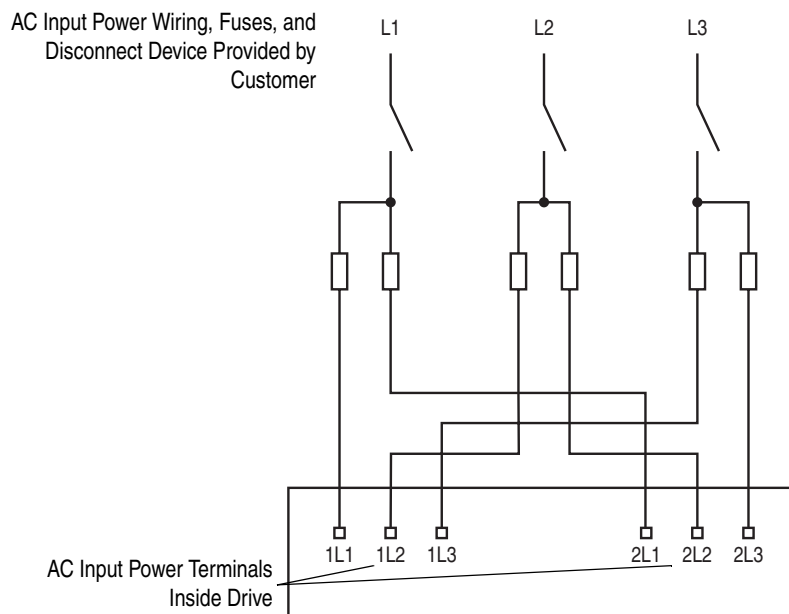 AC Input Power Wiring, Fuses, and
Disconnect Device Provided by
Customer
L1
L2
L3
1L1
1L2
1L3
2L1
2L2
2L3
AC Input Power Terminals
Inside Drive